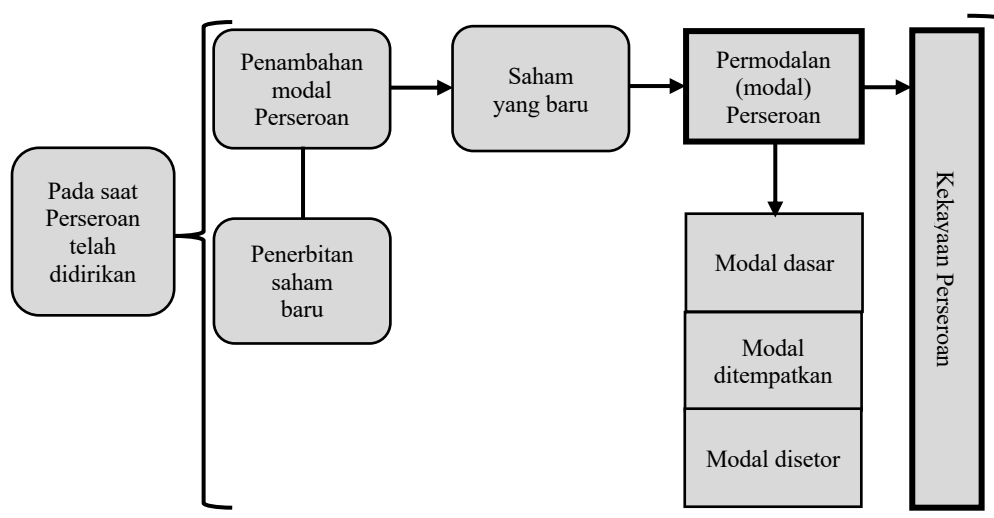 Pada saat
Perseroan
telah
didirikan
Penambahan
modal
Perseroan
Penerbitan
saham
baru
Saham
yang baru
Permodalan
(modal)
Perseroan
Modal dasar
Modal
ditempatkan
Modal disetor
Kekayaan Perseroan